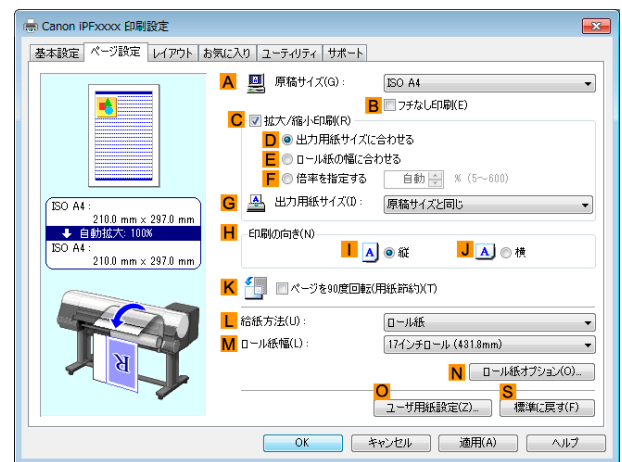 Canon iPFxxxx 印刷設定
基本設定 ページ設定 レイアウト お気に入り ユーティリティ サポート
A 原稿サイズ(G): ISO A4
B フチなし印刷(E)
C 拡大/縮小印刷(R)
D 出力用紙サイズに合わせる
E ロール紙の幅に合わせる
F 倍率を指定する 自動 % (5～600)
ISO A4:
210.0 mm x 297.0 mm
自動拡大: 100%
ISO A4:
210.0 mm x 297.0 mm
G A 出力用紙サイズ(I): 原稿サイズと同じ
H 印刷の向き(N)
I A 縦 J A 横
K ページを90度回転(用紙節約)(T)
R
L 給紙方法(U): ロール紙
M ロール紙幅(L): 17インチロール (431.8mm)
N ロール紙オプション(O)...
O S
ユーザ用紙設定(Z)... 標準に戻す(F)
OK キャンセル 適用(A) ヘルプ